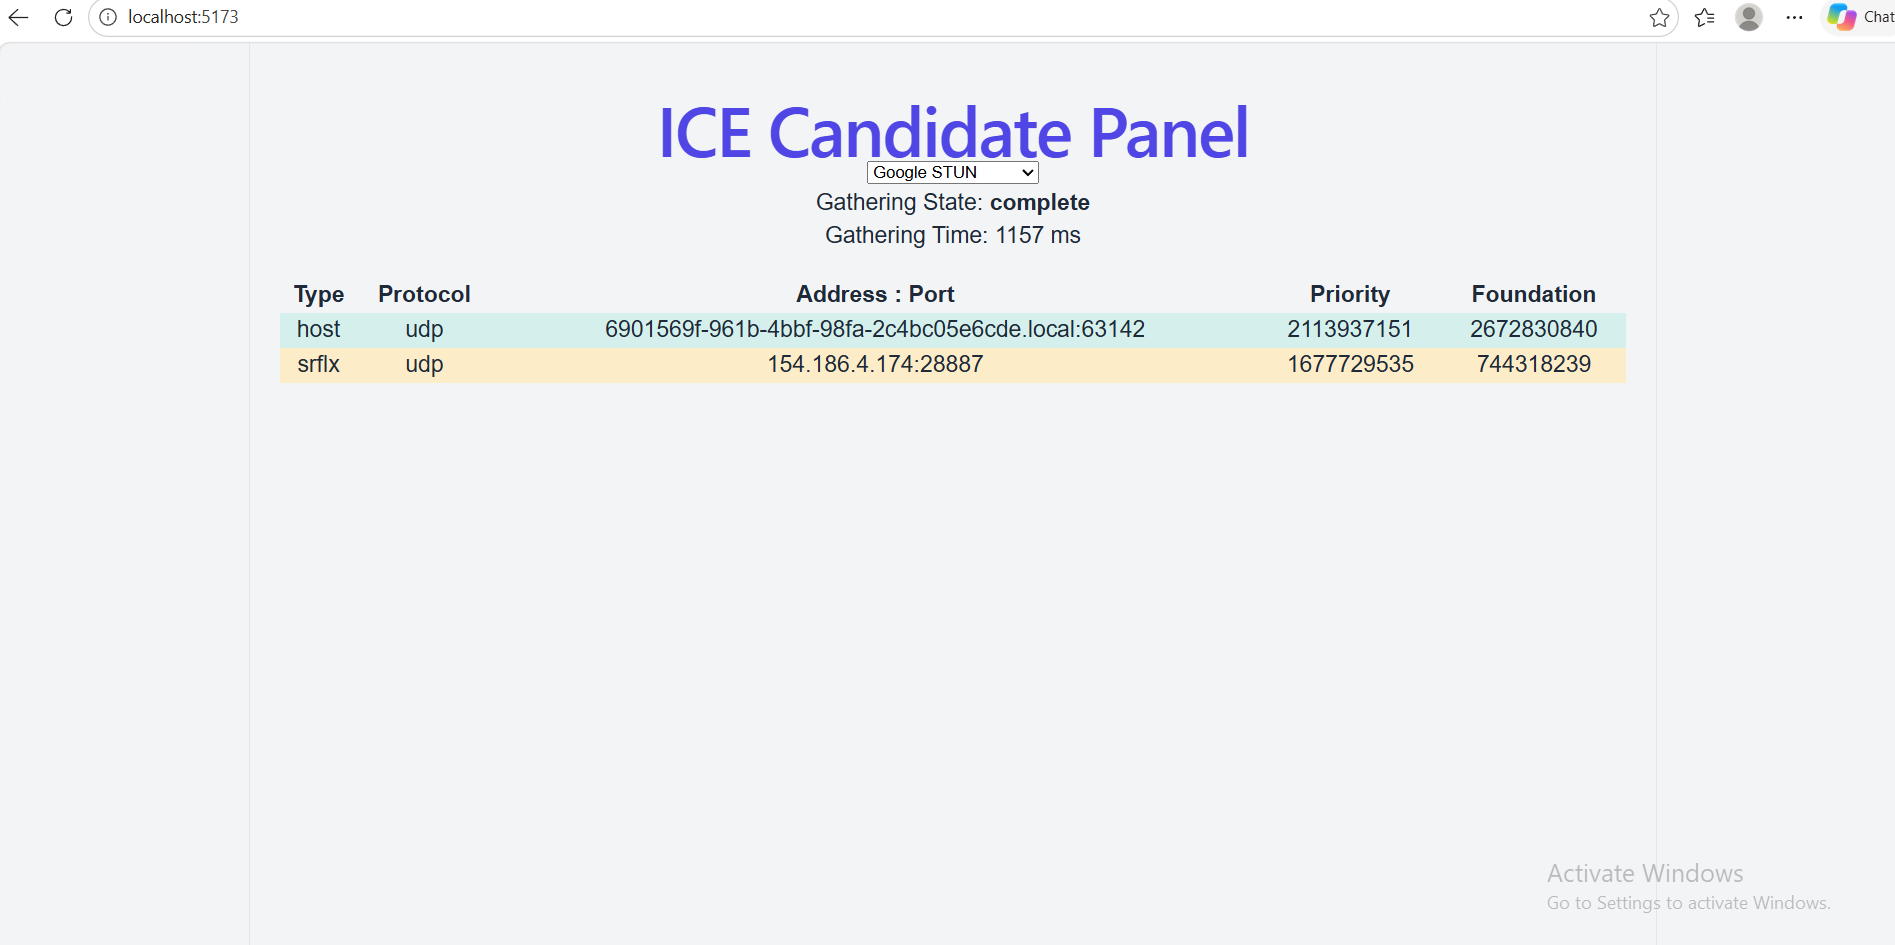 localhost:5173
Chat
ICE Candidate Panel
Google STUN
Gathering State: complete
Gathering Time: 1157 ms
Type Protocol Address : Port Priority Foundation
host udp 6901569f-961b-4bbf-98fa-2c4bc05e6cde.local:63142 2113937151 2672830840
srflx udp 154.186.4.174:28887 1677729535 744318239
Activate Windows
Go to Settings to activate Windows.